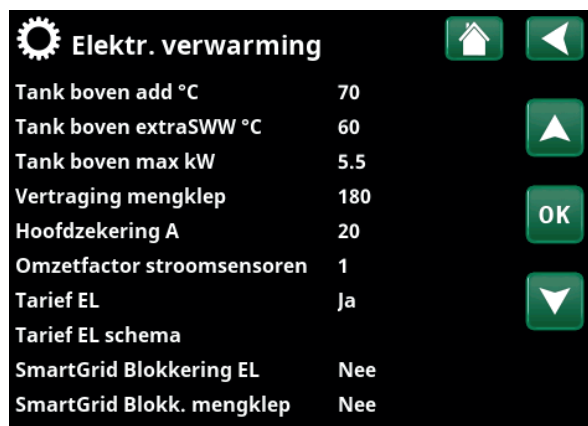 Elektr. verwarming
Tank boven add °C 70
Tank boven extraSWW °C 60
Tank boven max kW 5.5
Vertraging mengklep 180
Hoofdzekering A 20
OK
Omzetfactor stroomsensoren 1
Tarief EL Ja
Tarief EL schema
SmartGrid Blokkering EL Nee
SmartGrid Blokk. mengklep Nee